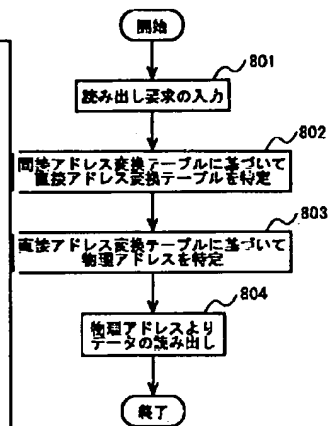 開始
801
読み出し要求の入力
802
間接アドレス変換テーブルに基づいて
直接アドレス変換テーブルを特定
803
直接アドレス変換テーブルに基づいて
物理アドレスを特定
804
物理アドレスより
データの読み出し
終了